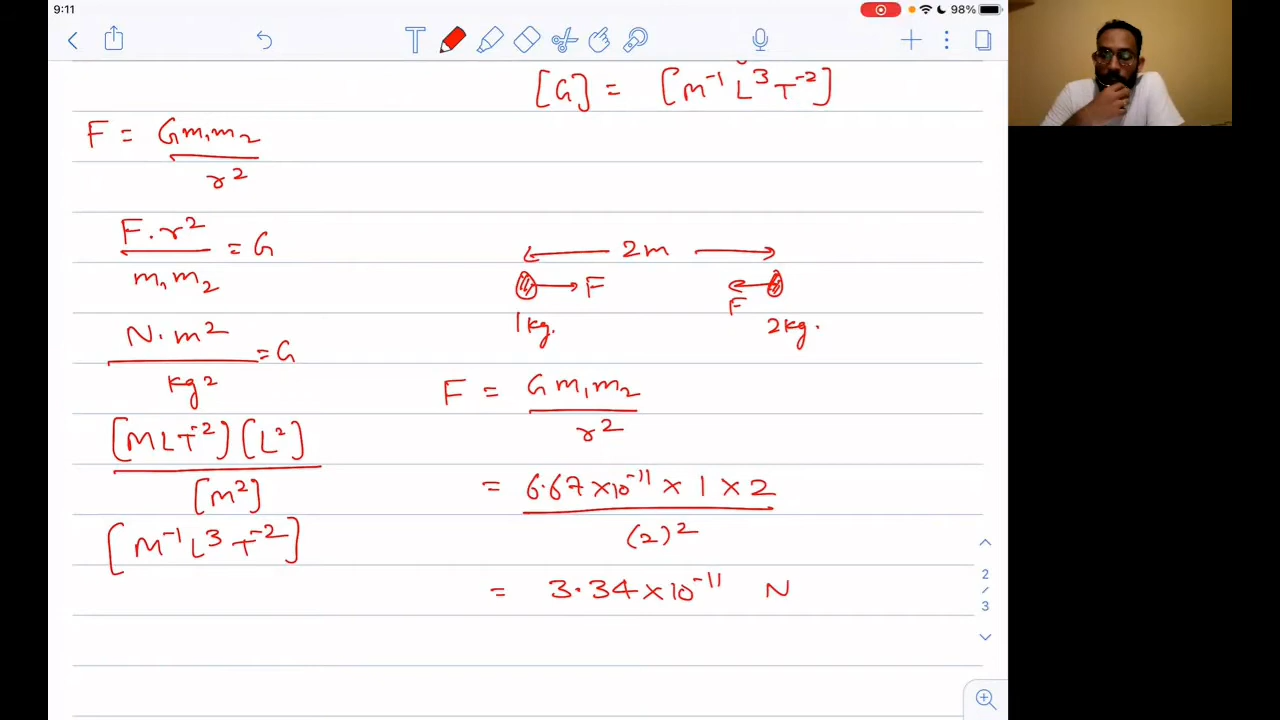 9:11
98%
T
[G] = [M⁻¹ L³ T⁻²]
F = Gm₁m₂
r²
F · r²
= G
m₁m₂
N · m²
= G
kg²
[MLT⁻²] [L²]
[M²]
[M⁻¹ L³ T⁻²]
2m
F
F
1kg.
2kg.
F = Gm₁m₂
r²
= 6.67 × 10⁻¹¹ × 1 × 2
(2)²
= 3.34 × 10⁻¹¹ N
2
/
3